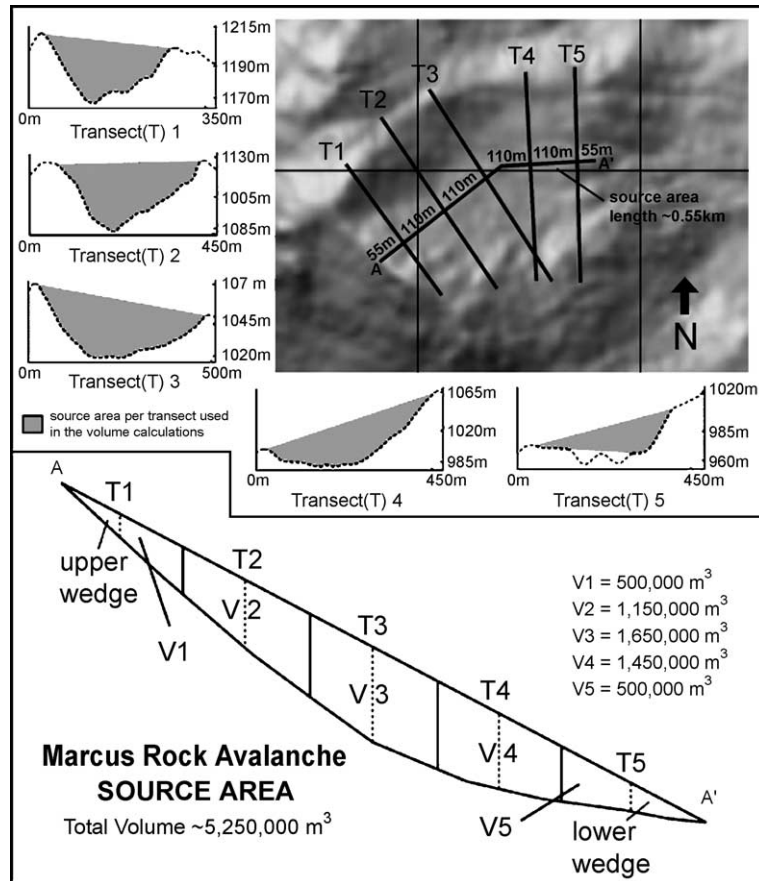 1215m
1190m
1170m
0m
350m
Transect(T) 1
1130m
1005m
1085m
0m
450m
Transect(T) 2
107 m
1045m
1020m
0m
500m
Transect(T) 3
source area per transect used
in the volume calculations
T1
T2
T3
T4
T5
55m
110m
110m
110m
110m
55m
A
A'
source area
length ~0.55km
N
1065m
1020m
985m
0m
450m
Transect(T) 4
1020m
985m
960m
0m
450m
Transect(T) 5
A
T1
upper
wedge
V1
T2
V 2
T3
V 3
T4
V 4
T5
V5
lower
wedge
A'
V1 = 500,000 m³
V2 = 1,150,000 m³
V3 = 1,650,000 m³
V4 = 1,450,000 m³
V5 = 500,000 m³
Marcus Rock Avalanche
SOURCE AREA
Total Volume ~5,250,000 m³